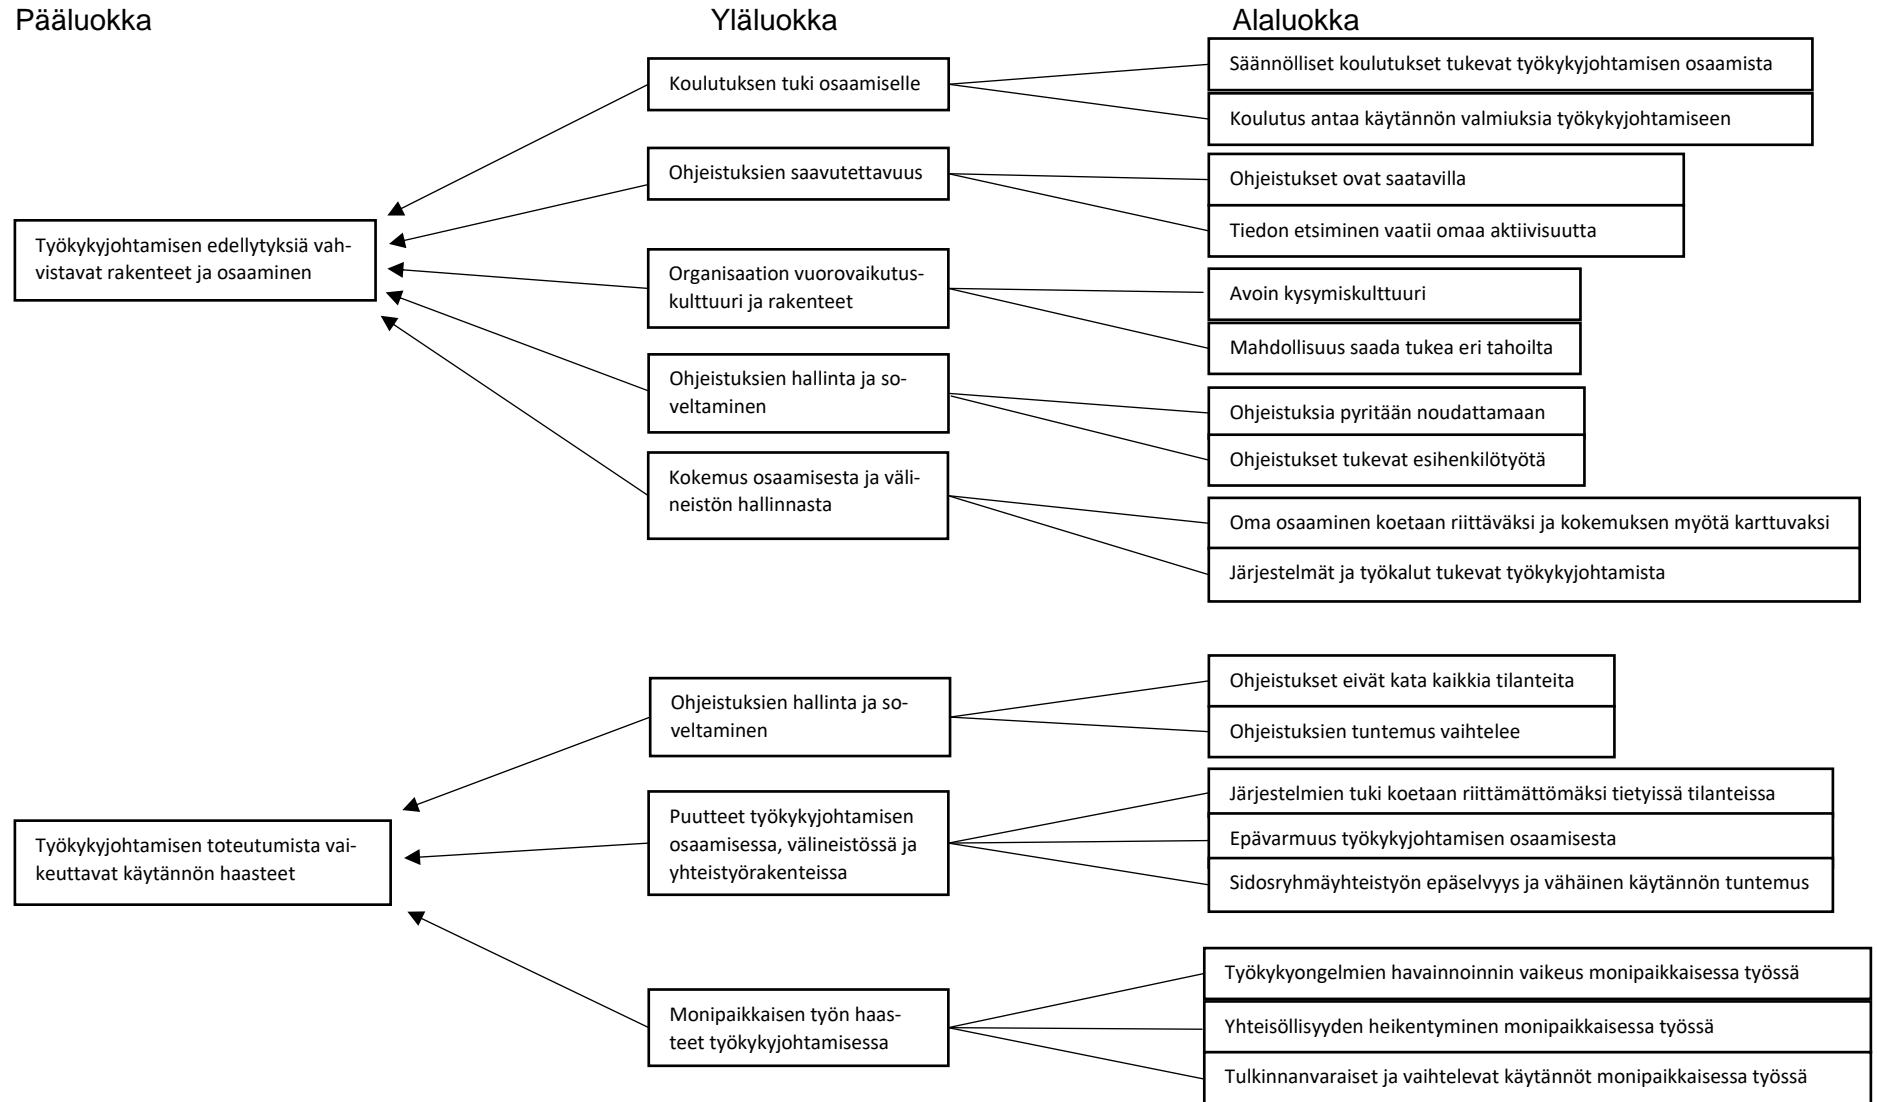 Pääluokka
Yläluokka
Alaluokka
Koulutuksen tuki osaamiselle
Säännölliset koulutukset tukevat työkykyjohtamisen osaamista
Koulutus antaa käytännön valmiuksia työkykyjohtamiseen
Ohjeistuksien saavutettavuus
Ohjeistukset ovat saatavilla
Tiedon etsiminen vaatii omaa aktiivisuutta
Työkykyjohtamisen edellytyksiä vah-
vistavat rakenteet ja osaaminen
Organisaation vuorovaikutus-
kulttuuri ja rakenteet
Avoin kysymiskulttuuri
Mahdollisuus saada tukea eri tahoilta
Ohjeistuksien hallinta ja so-
veltaminen
Ohjeistuksia pyritään noudattamaan
Ohjeistukset tukevat esihenkilötyötä
Kokemus osaamisesta ja väli-
neistön hallinnasta
Oma osaaminen koetaan riittäväksi ja kokemuksen myötä karttuvaksi
Järjestelmät ja työkalut tukevat työkykyjohtamista
Ohjeistuksien hallinta ja so-
veltaminen
Ohjeistukset eivät kata kaikkia tilanteita
Ohjeistuksien tuntemus vaihtelee
Työkykyjohtamisen toteutumista vai-
keuttavat käytännön haasteet
Puutteet työkykyjohtamisen
osaamisessa, välineistössä ja
yhteistyörakenteissa
Järjestelmien tuki koetaan riittämättömäksi tietyissä tilanteissa
Epävarmuus työkykyjohtamisen osaamisesta
Sidosryhmäyhteistyön epäselvyys ja vähäinen käytännön tuntemus
Monipaikkaisen työn haas-
teet työkykyjohtamisessa
Työkykyongelmien havainnoinnin vaikeus monipaikkaisessa työssä
Yhteisöllisyyden heikentyminen monipaikkaisessa työssä
Tulkinnanvaraiset ja vaihtelevat käytännöt monipaikkaisessa työssä